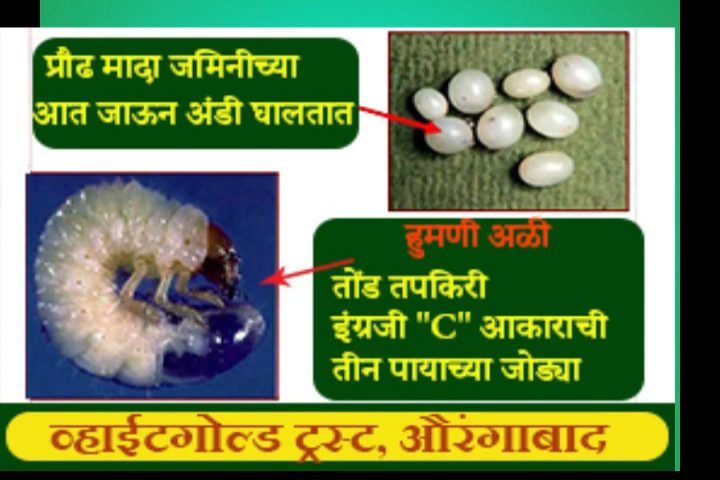 प्रौढ मादा जमिनीच्या
आत जाऊन अंडी घालतात
हुमणी अळी
तोंड तपकिरी
इंग्रजी "C" आकाराची
तीन पायाच्या जोड्या
व्हाईटगोल्ड ट्रस्ट, औरंगाबाद